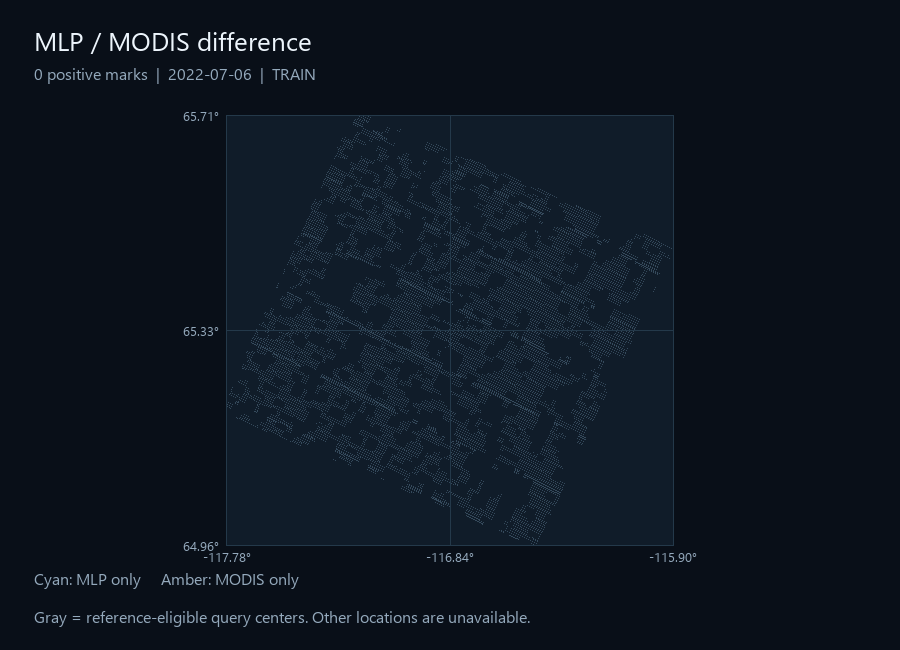 MLP / MODIS difference
0 positive marks | 2022-07-06 | TRAIN
65.71°
65.33°
64.96°
-117.78° -116.84° -115.90°
Cyan: MLP only Amber: MODIS only
Gray = reference-eligible query centers. Other locations are unavailable.